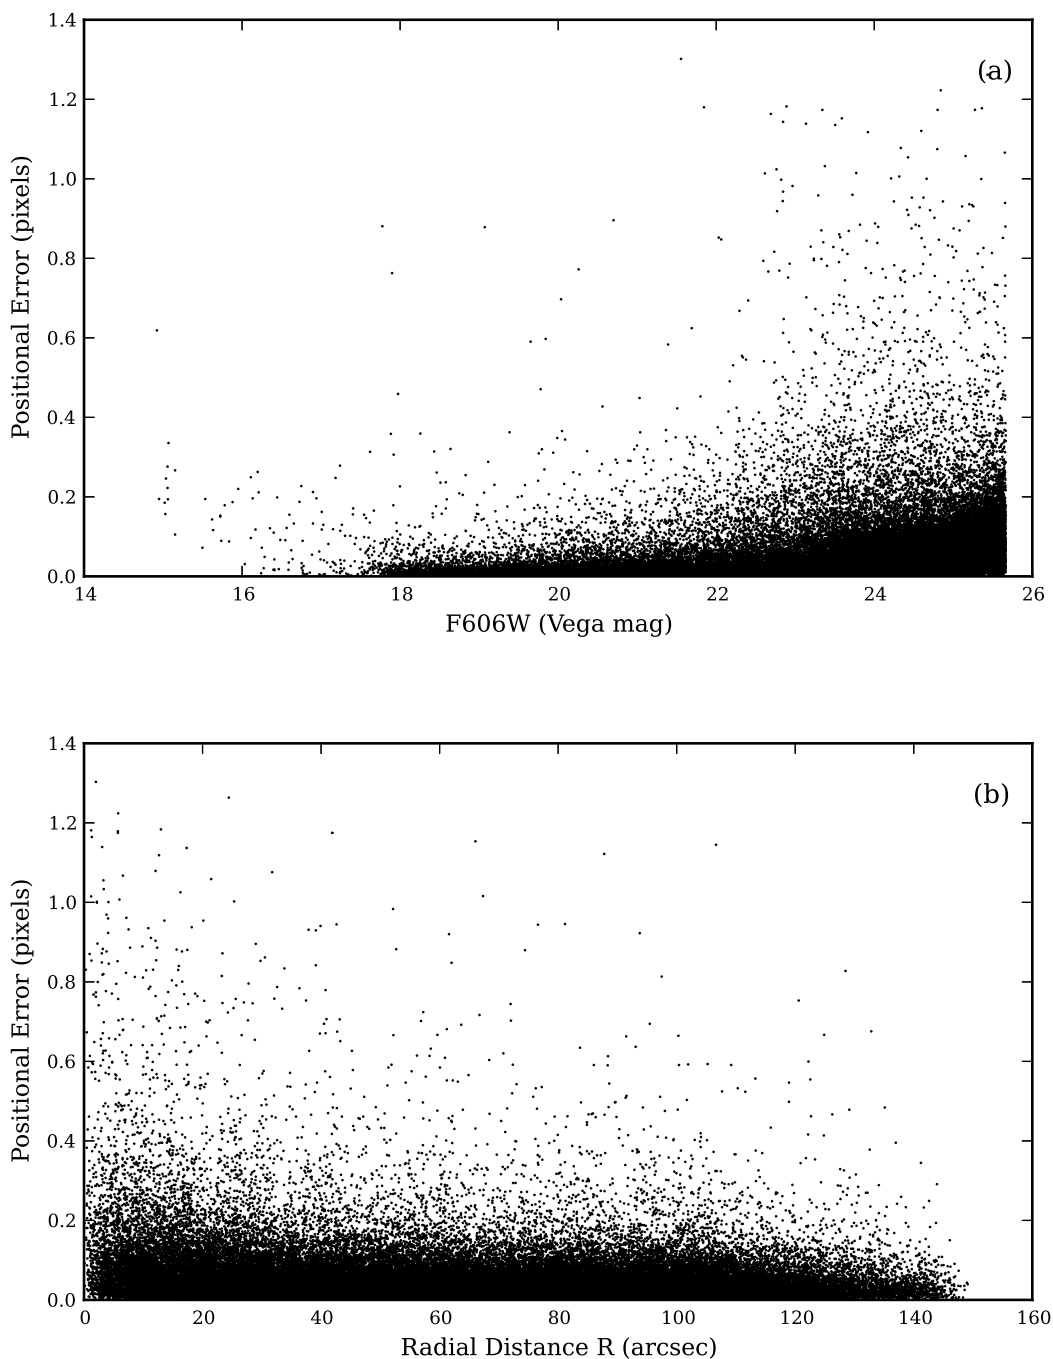 1.4
(a)
1.2
1.0
0.8
0.6
0.4
0.2
0.0
Positional Error (pixels)
14 16 18 20 22 24 26
F606W (Vega mag)
1.4
(b)
1.2
1.0
0.8
0.6
0.4
0.2
0.0
Positional Error (pixels)
0 20 40 60 80 100 120 140 160
Radial Distance R (arcsec)